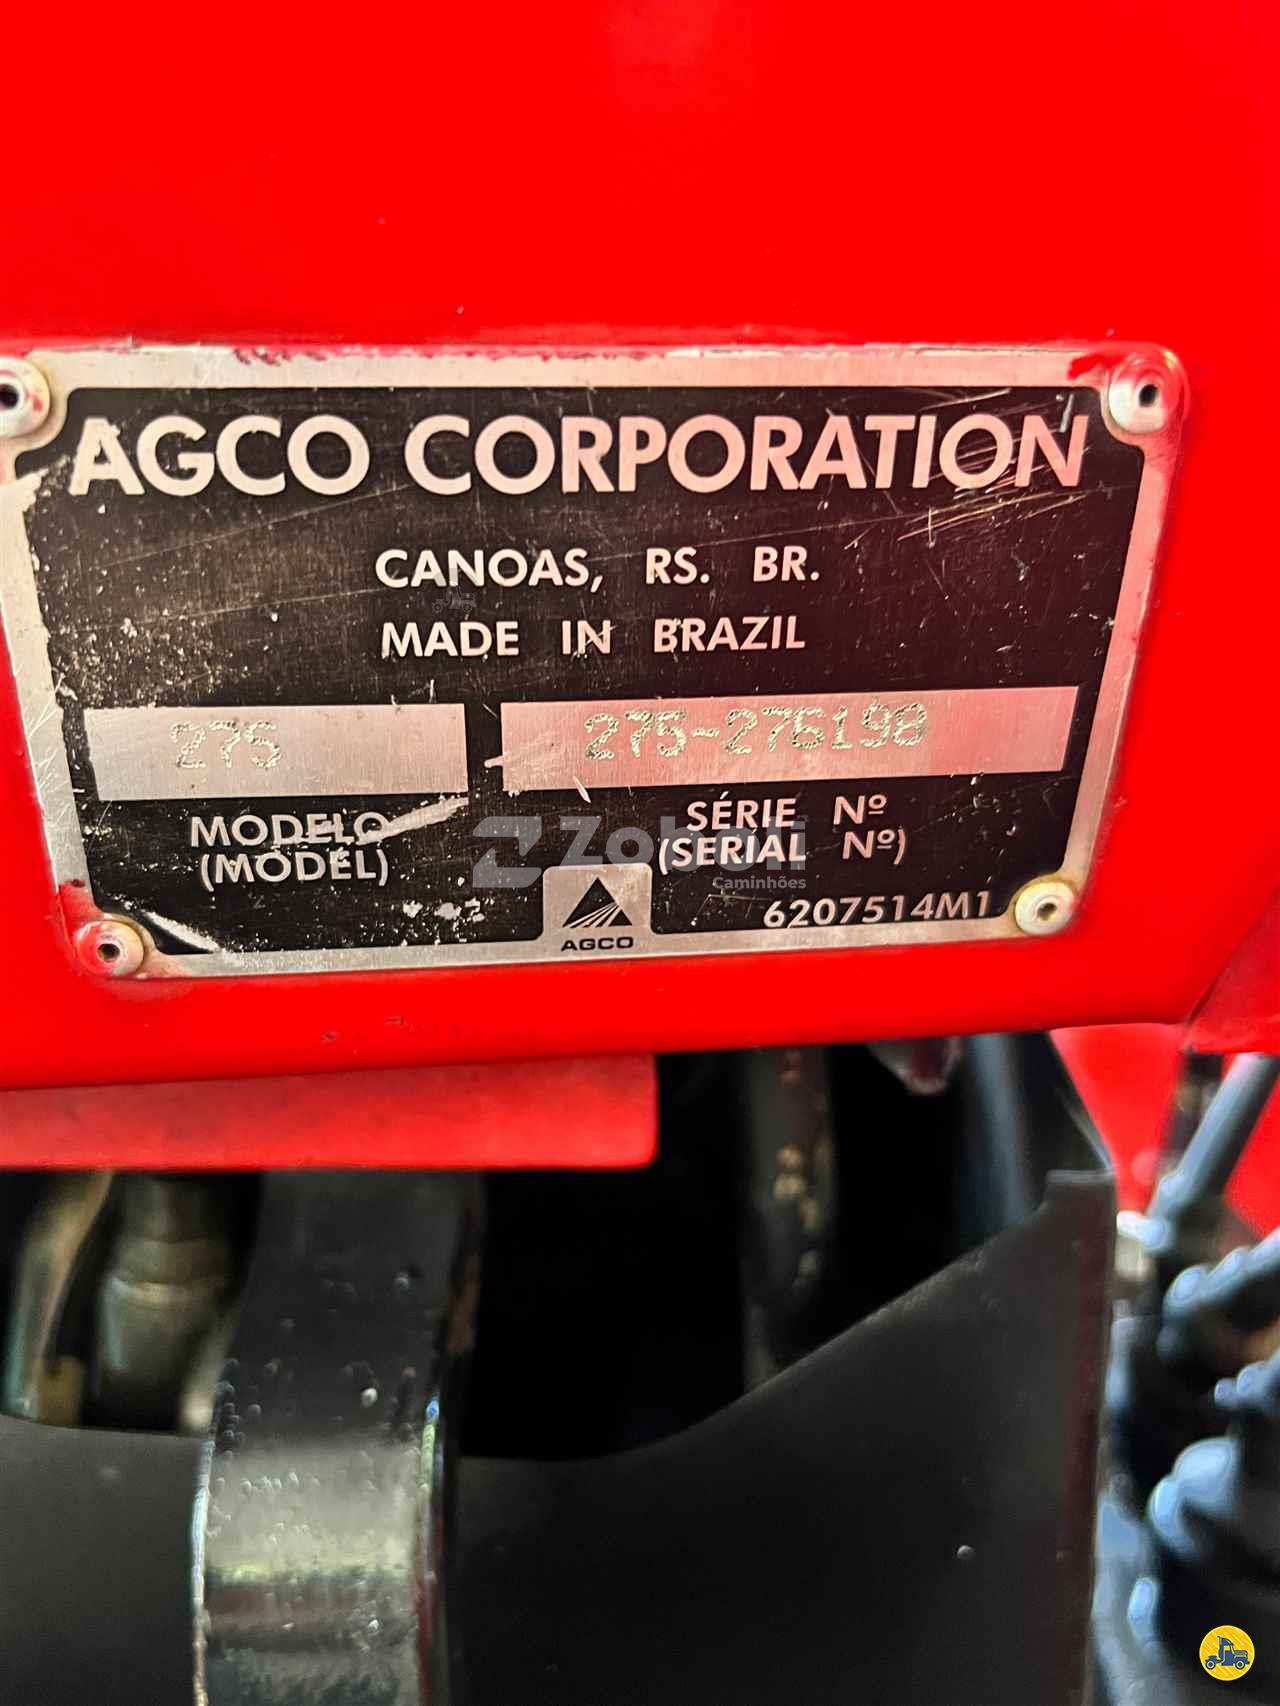 AGCO CORPORATION
CANOAS, RS. BR.
MADE IN BRAZIL
275 275-276198
MODELO SÉRIE Nº
(MODEL) (SERIAL Nº)
Zoboli
Caminhões
6207514M1
AGCO